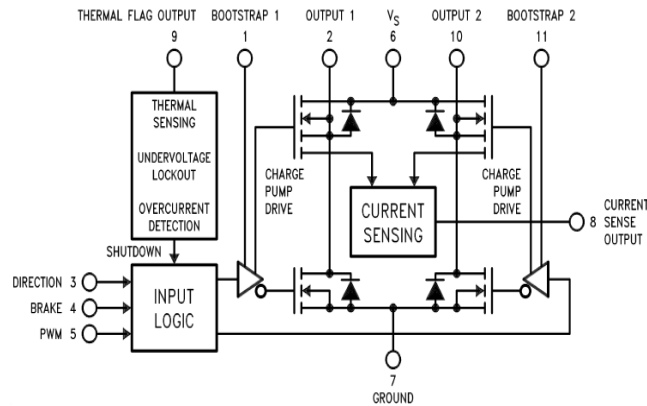 THERMAL FLAG OUTPUT
9
BOOTSTRAP 1
1
OUTPUT 1
2
VS
6
OUTPUT 2
10
BOOTSTRAP 2
11
THERMAL
SENSING
UNDERVOLTAGE
LOCKOUT
OVERCURRENT
DETECTION
SHUTDOWN
CHARGE
PUMP
DRIVE
CURRENT
SENSING
CHARGE
PUMP
DRIVE
8 CURRENT
SENSE
OUTPUT
DIRECTION 3
BRAKE 4
PWM 5
INPUT
LOGIC
7
GROUND